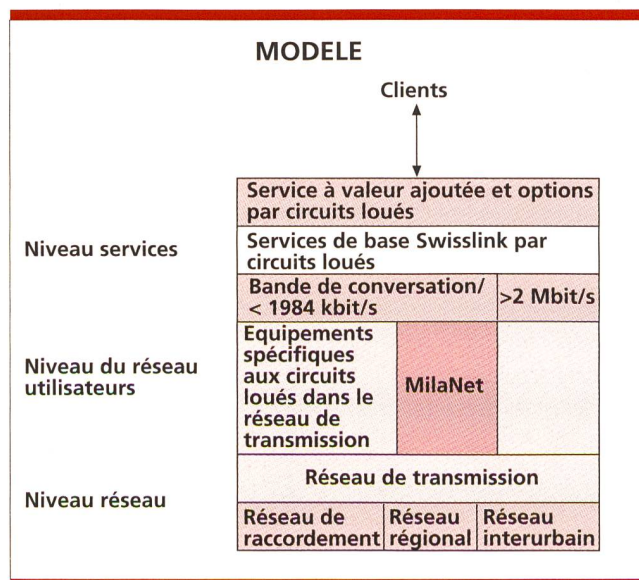 MODELE
Clients
Service à valeur ajoutée et options
par circuits loués
Niveau services
Services de base Swisslink par
circuits loués
Bande de conversation/
< 1984 kbit/s
>2 Mbit/s
Niveau du réseau
utilisateurs
Equipements
spécifiques
aux circuits
loués dans le
réseau de
transmission
MilaNet
Niveau réseau
Réseau de transmission
Réseau de
raccordement
Réseau
régional
Réseau
interurbain